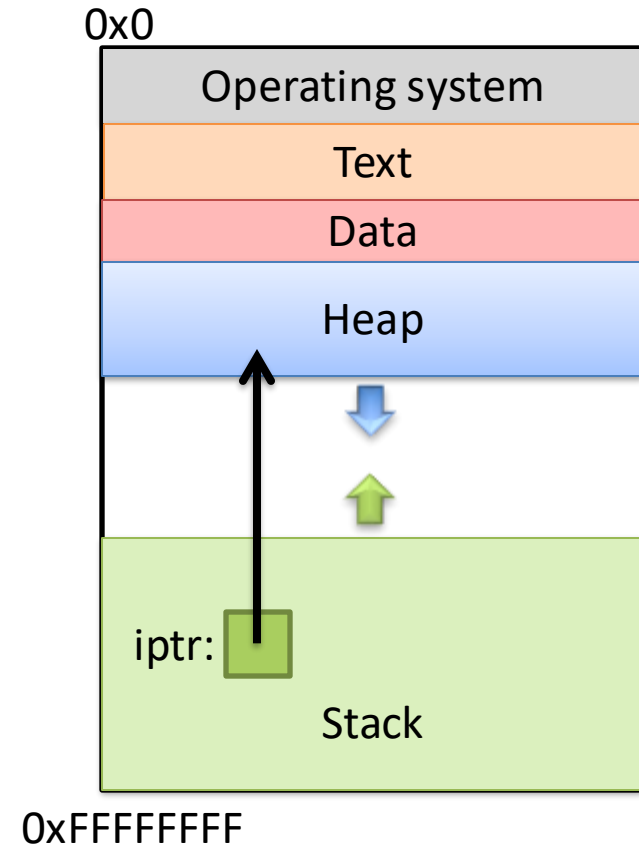 0x0
Operating system
Text
Data
Heap
iptr:
Stack
0xFFFFFFFF